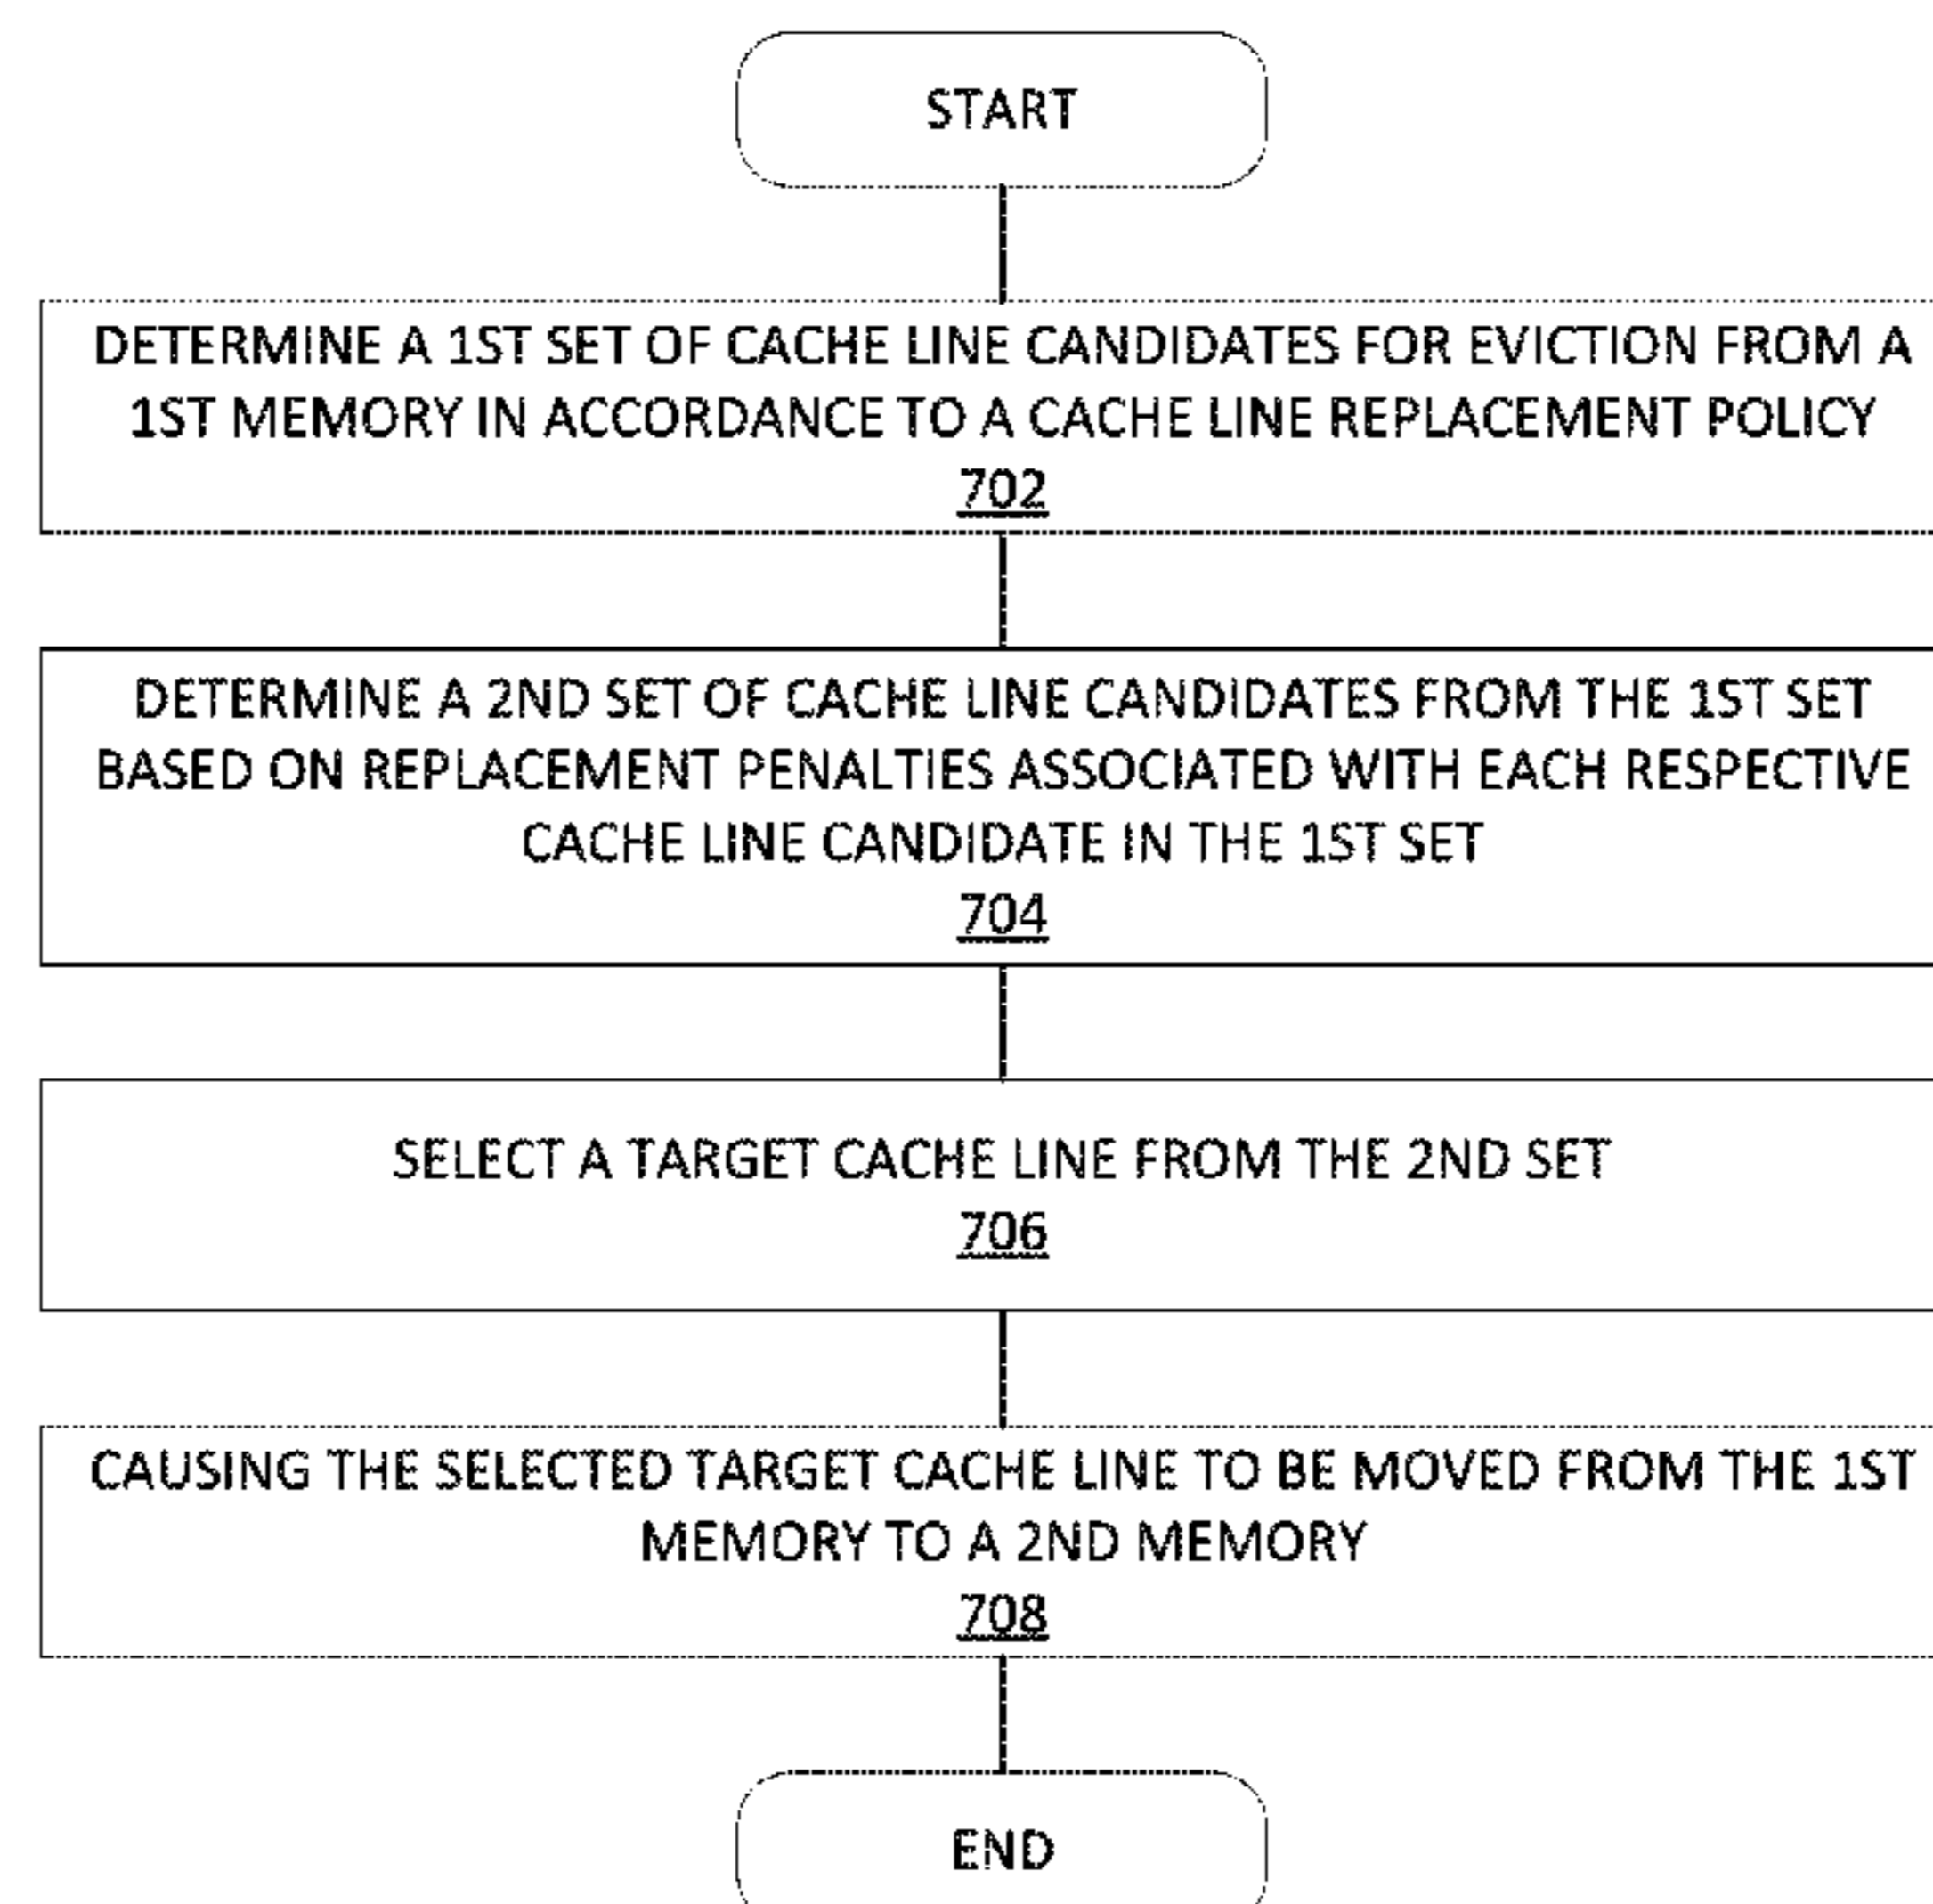 START
DETERMINE A 1ST SET OF CACHE LINE CANDIDATES FOR EVICTION FROM A
1ST MEMORY IN ACCORDANCE TO A CACHE LINE REPLACEMENT POLICY
702
DETERMINE A 2ND SET OF CACHE LINE CANDIDATES FROM THE 1ST SET
BASED ON REPLACEMENT PENALTIES ASSOCIATED WITH EACH RESPECTIVE
CACHE LINE CANDIDATE IN THE 1ST SET
704
SELECT A TARGET CACHE LINE FROM THE 2ND SET
706
CAUSING THE SELECTED TARGET CACHE LINE TO BE MOVED FROM THE 1ST
MEMORY TO A 2ND MEMORY
708
END